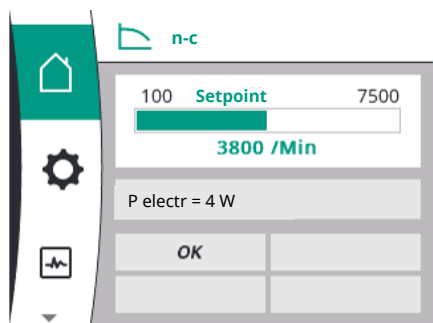 n-c
100 Setpoint 7500
3800 /Min
P electr = 4 W
OK